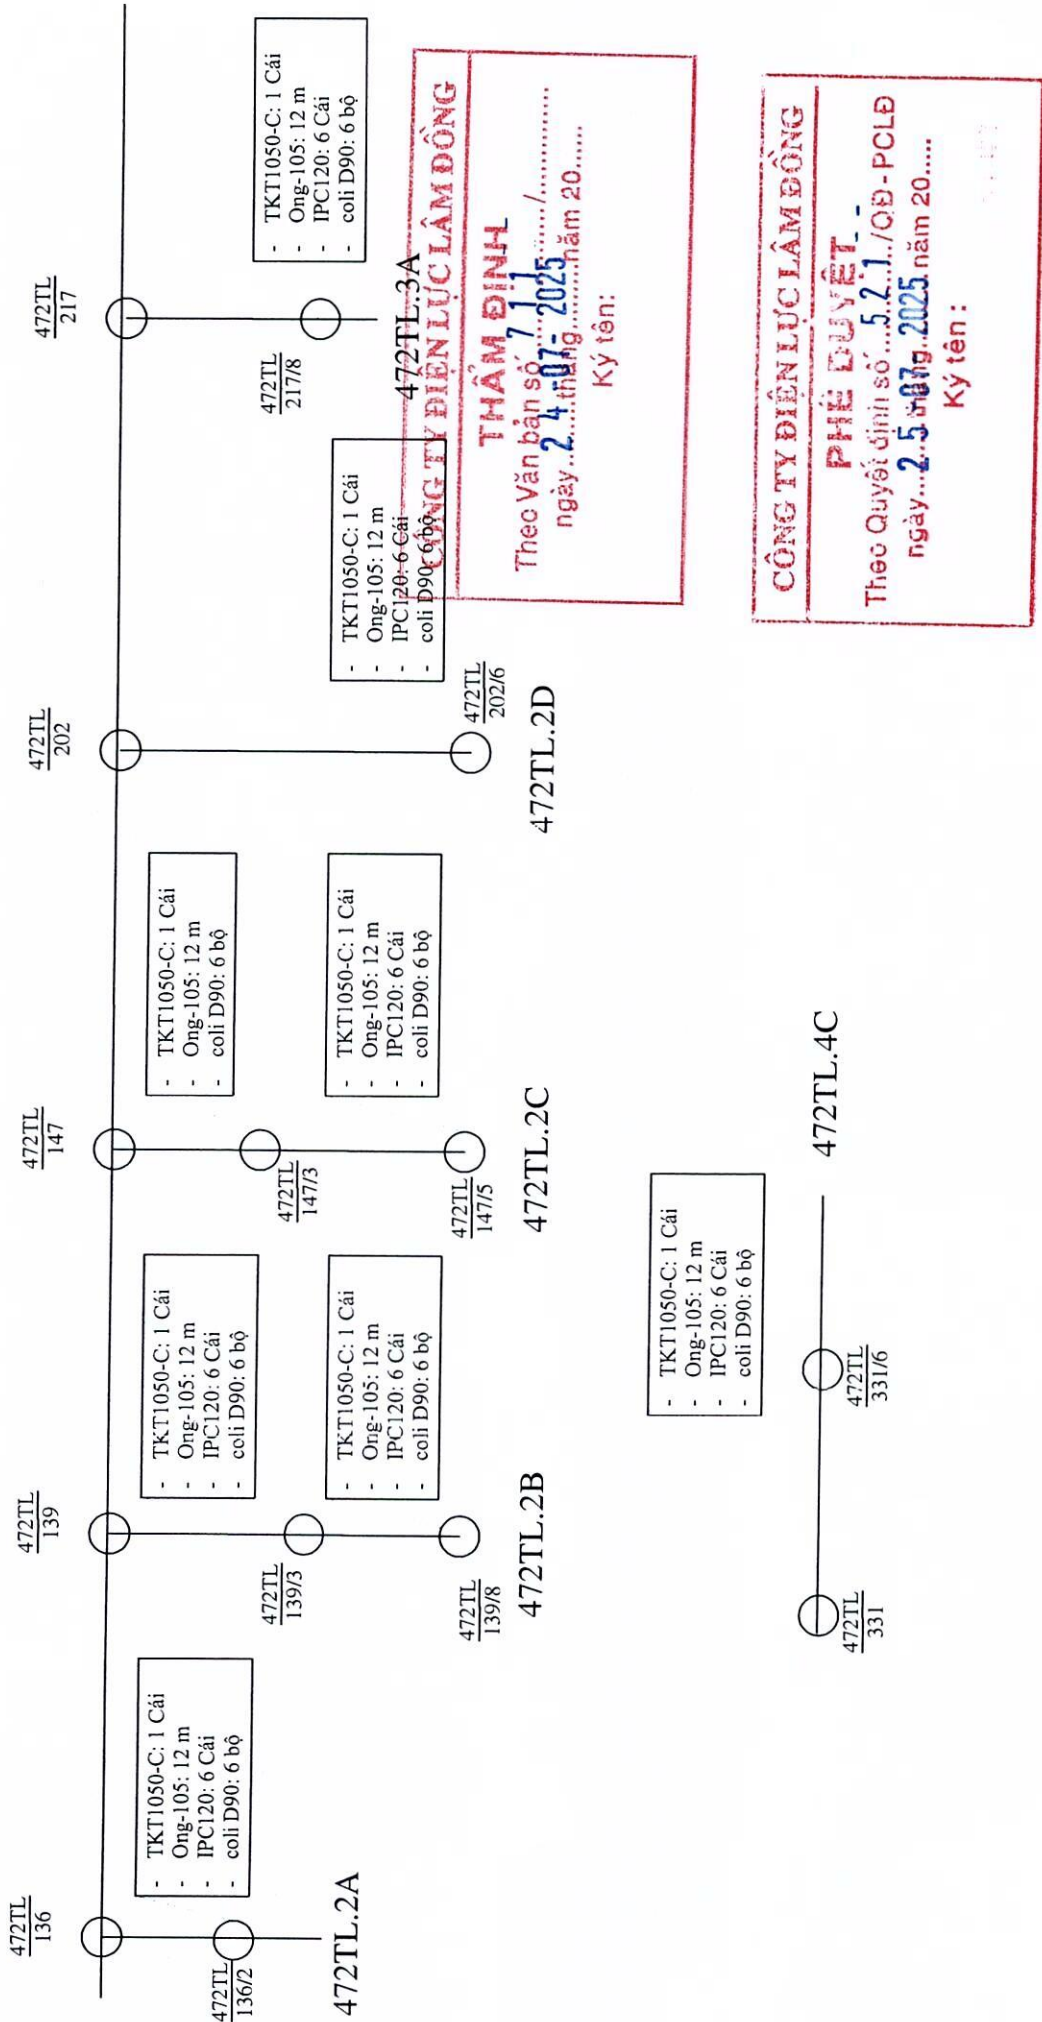 472TL
136
472TL
136/2
472TL.2A
- TKT1050-C: 1 Cái
- Ong-105: 12 m
- IPC120: 6 Cái
- coli D90: 6 bộ
472TL
139
472TL
139/3
472TL
139/8
472TL.2B
- TKT1050-C: 1 Cái
- Ong-105: 12 m
- IPC120: 6 Cái
- coli D90: 6 bộ
- TKT1050-C: 1 Cái
- Ong-105: 12 m
- IPC120: 6 Cái
- coli D90: 6 bộ
472TL
147
472TL
147/3
472TL
147/5
472TL.2C
- TKT1050-C: 1 Cái
- Ong-105: 12 m
- coli D90: 6 bộ
- TKT1050-C: 1 Cái
- Ong-105: 12 m
- IPC120: 6 Cái
- coli D90: 6 bộ
472TL
202
472TL
202/6
472TL.2D
- TKT1050-C: 1 Cái
- Ong-105: 12 m
- IPC120: 6 Cái
- coli D90: 6 bộ
472TL
217
472TL
217/8
472TL.3A
- TKT1050-C: 1 Cái
- Ong-105: 12 m
- IPC120: 6 Cái
- coli D90: 6 bộ
472TL
331
472TL
331/6
472TL.4C
- TKT1050-C: 1 Cái
- Ong-105: 12 m
- IPC120: 6 Cái
- coli D90: 6 bộ
CÔNG TY ĐIỆN LỰC LÂM ĐỒNG
THẨM ĐỊNH
Theo Văn bản số 711 /
ngày 24 tháng -07- năm 20 2025
Ký tên:
CÔNG TY ĐIỆN LỰC LÂM ĐỒNG
PHÊ DUYỆT
Theo Quyết định số 521 /QĐ-PCLĐ
ngày 25 tháng -07- 2025 năm 20
Ký tên: